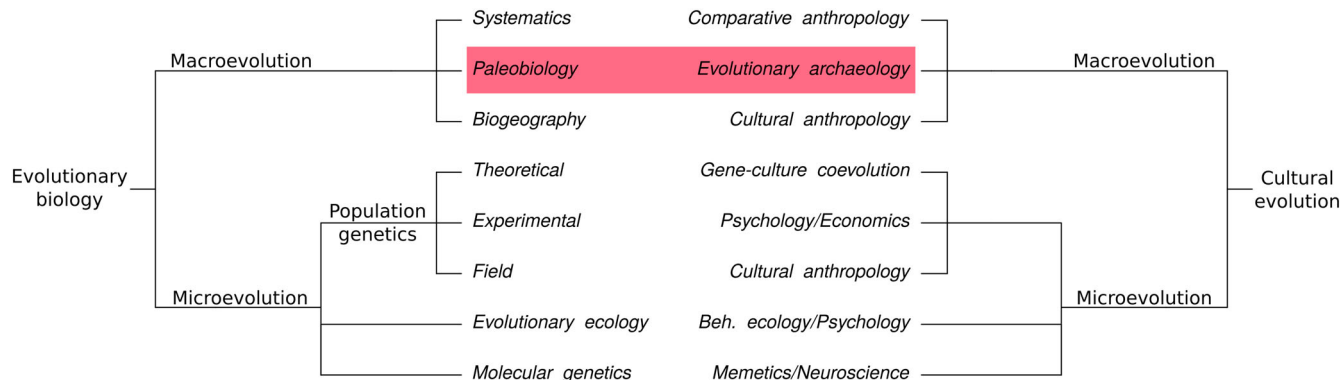 Systematics Comparative anthropology
Macroevolution Paleobiology Evolutionary archaeology Macroevolution
Biogeography Cultural anthropology
Evolutionary
biology
Theoretical Gene-culture coevolution
Cultural
evolution
Population
genetics
Experimental Psychology/Economics
Field Cultural anthropology
Microevolution Microevolution
Evolutionary ecology Beh. ecology/Psychology
Molecular genetics Memetics/Neuroscience